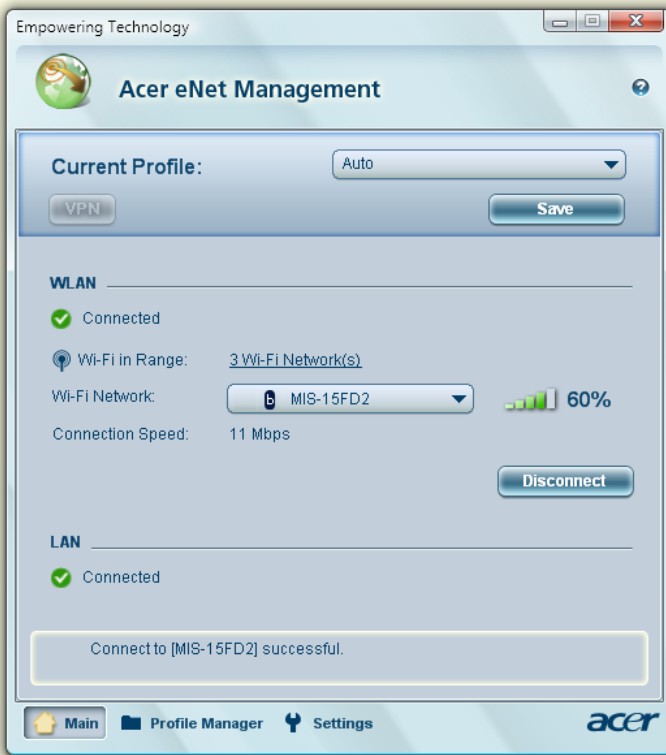 Empowering Technology
Acer eNet Management
Current Profile: Auto
VPN Save
WLAN
Connected
Wi-Fi in Range: 3 Wi-Fi Network(s)
Wi-Fi Network: b MIS-15FD2 60%
Connection Speed: 11 Mbps
Disconnect
LAN
Connected
Connect to [MIS-15FD2] successful.
Main Profile Manager Settings acer